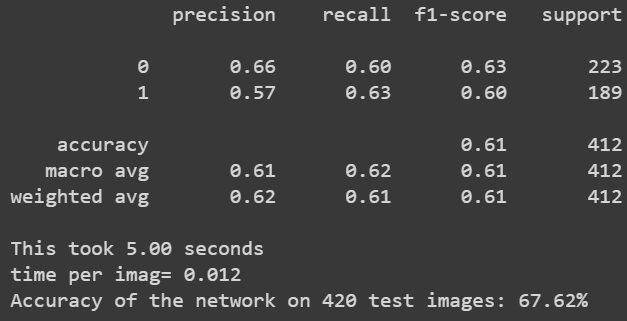 precision recall f1-score support
0 0.66 0.60 0.63 223
1 0.57 0.63 0.60 189
accuracy 0.61 412
macro avg 0.61 0.62 0.61 412
weighted avg 0.62 0.61 0.61 412
This took 5.00 seconds
time per imag= 0.012
Accuracy of the network on 420 test images: 67.62%